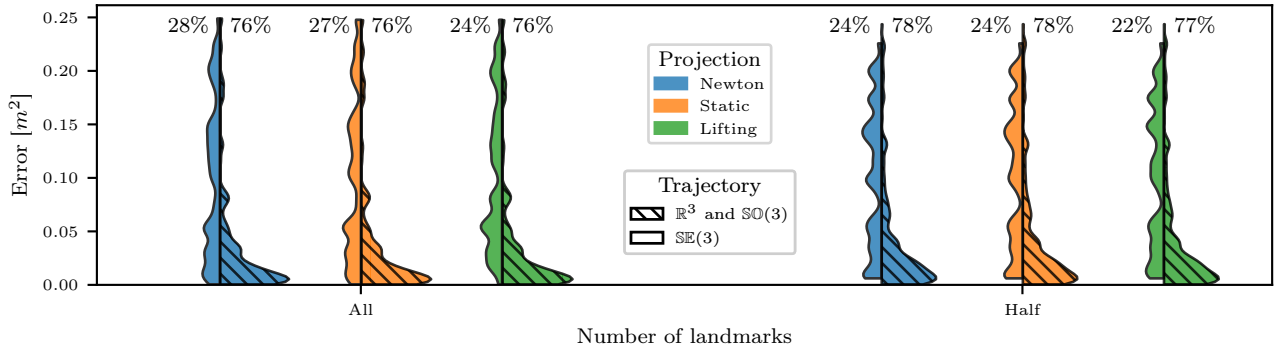 0.25
0.20
0.15
0.10
0.05
0.00
Error [m²]
28% 76%
27% 76%
24% 76%
24% 78%
24% 78%
22% 77%
Projection
Newton
Static
Lifting
Trajectory
ℝ³ and 𝕊𝕆(3)
𝕊𝔼(3)
All
Half
Number of landmarks